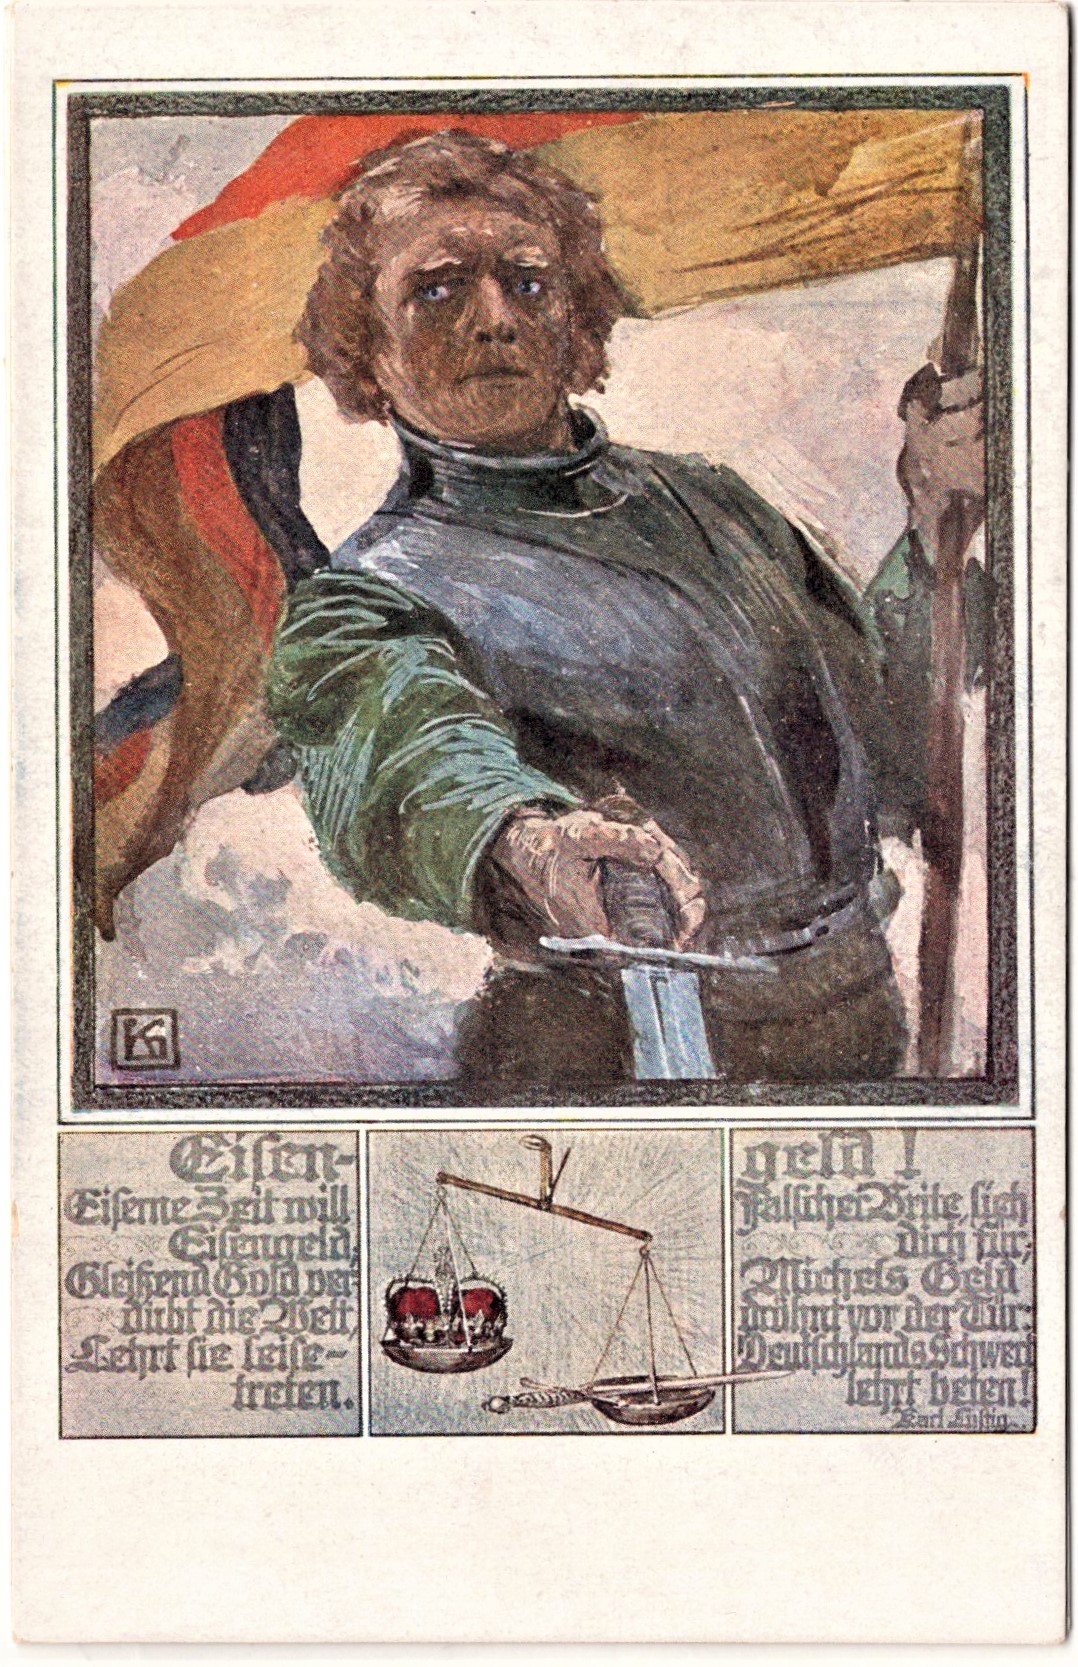 KG
Eisen-
Eiserne Zeit will
Eisengeld,
Gleißend Gold ver-
dirbt die Welt,
Lehrt sie leise-
treten.
geld!
Falscher Brite, sieh
dich für,
Michels Geld
dröhnt vor der Tür:
Deutschlands Schwert
lehrt beten!
Karl Lustig